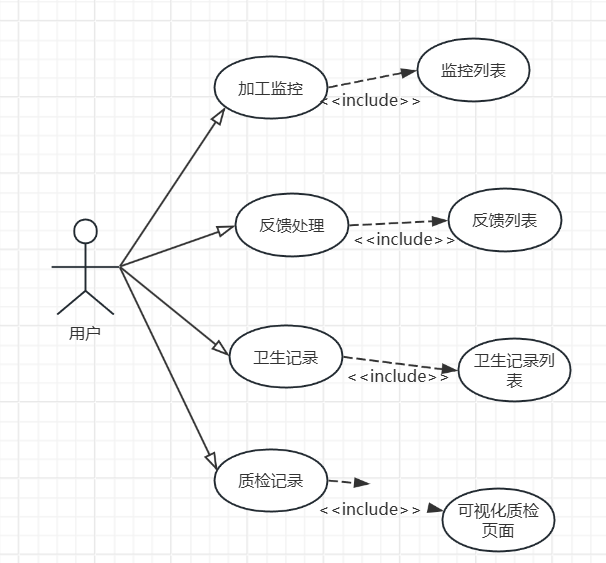 加工监控
监控列表
<<include>>
反馈处理
反馈列表
<<include>>
用户
卫生记录
卫生记录列
表
<<include>>
质检记录
<<include>>
可视化质检
页面